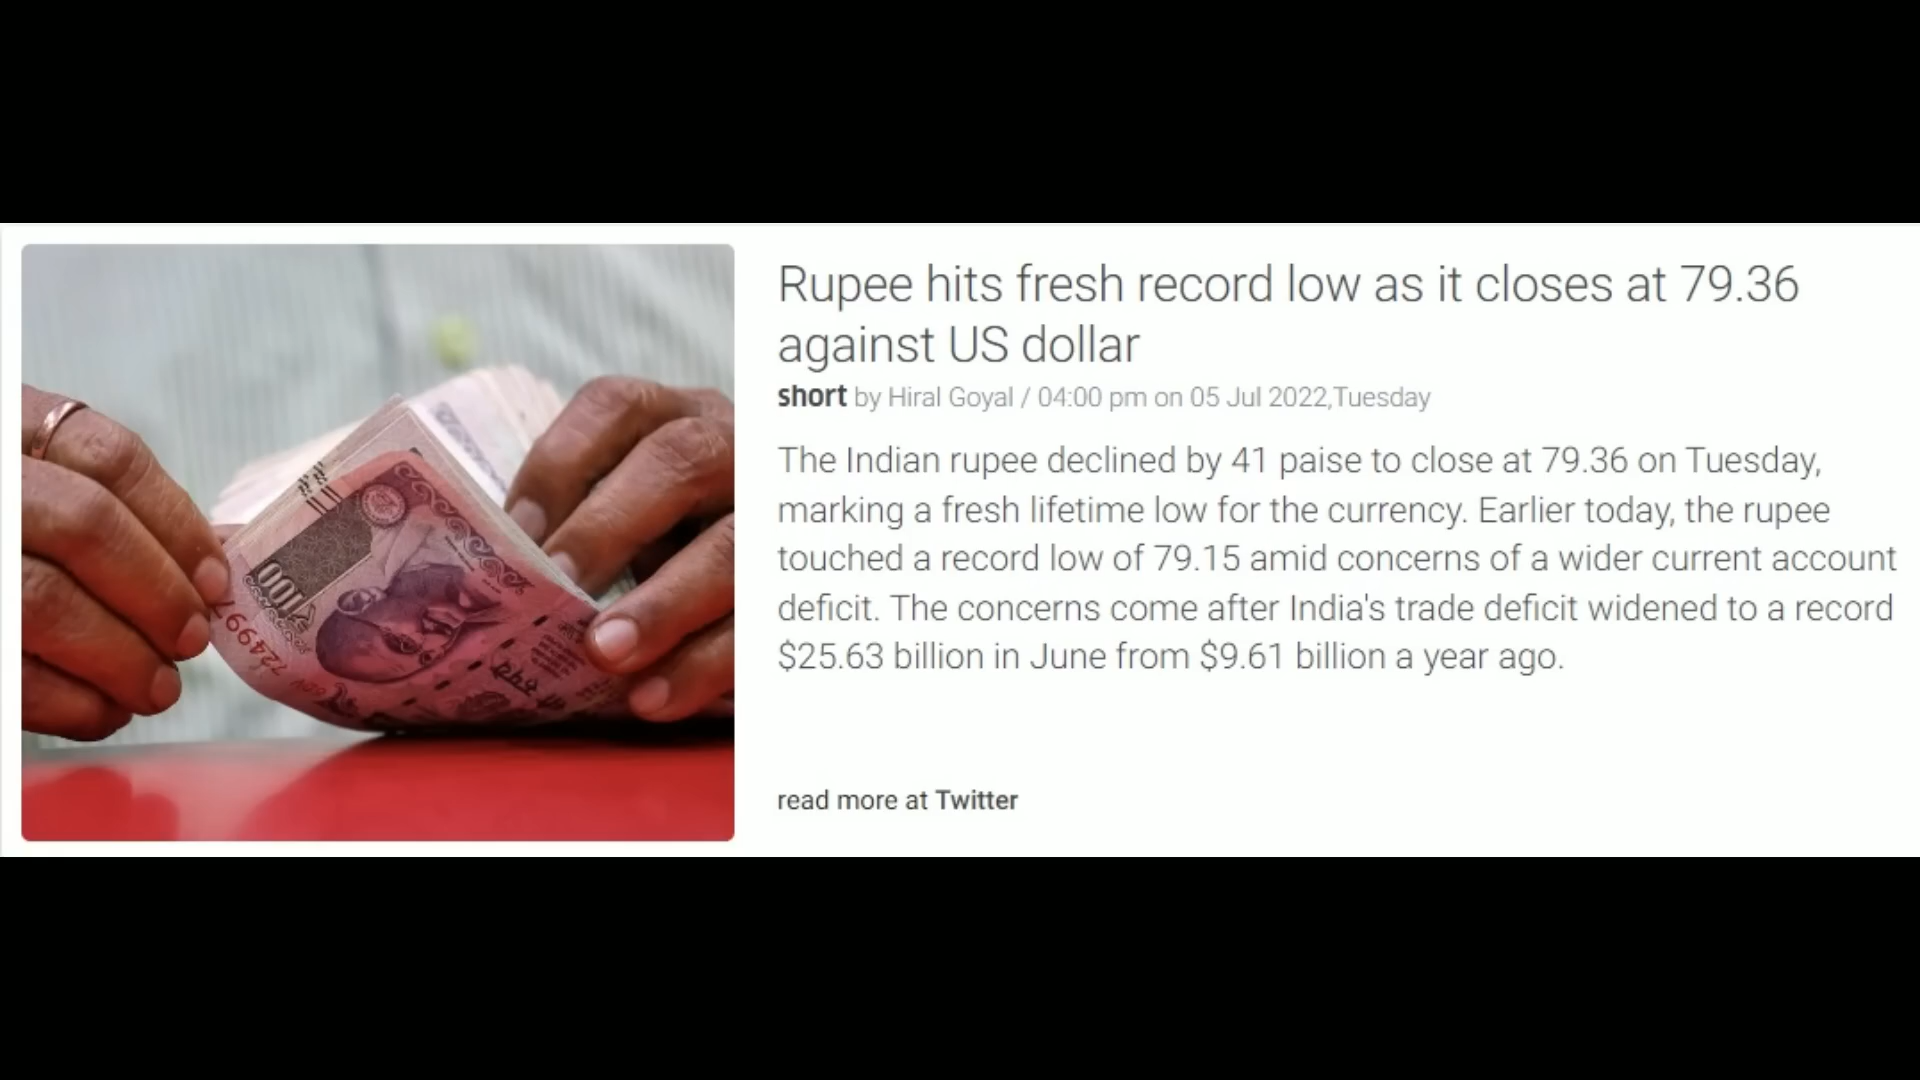 Rupee hits fresh record low as it closes at 79.36
against US dollar
short by Hiral Goyal / 04:00 pm on 05 Jul 2022,Tuesday
The Indian rupee declined by 41 paise to close at 79.36 on Tuesday,
marking a fresh lifetime low for the currency. Earlier today, the rupee
touched a record low of 79.15 amid concerns of a wider current account
deficit. The concerns come after India's trade deficit widened to a record
$25.63 billion in June from $9.61 billion a year ago.
read more at Twitter
100